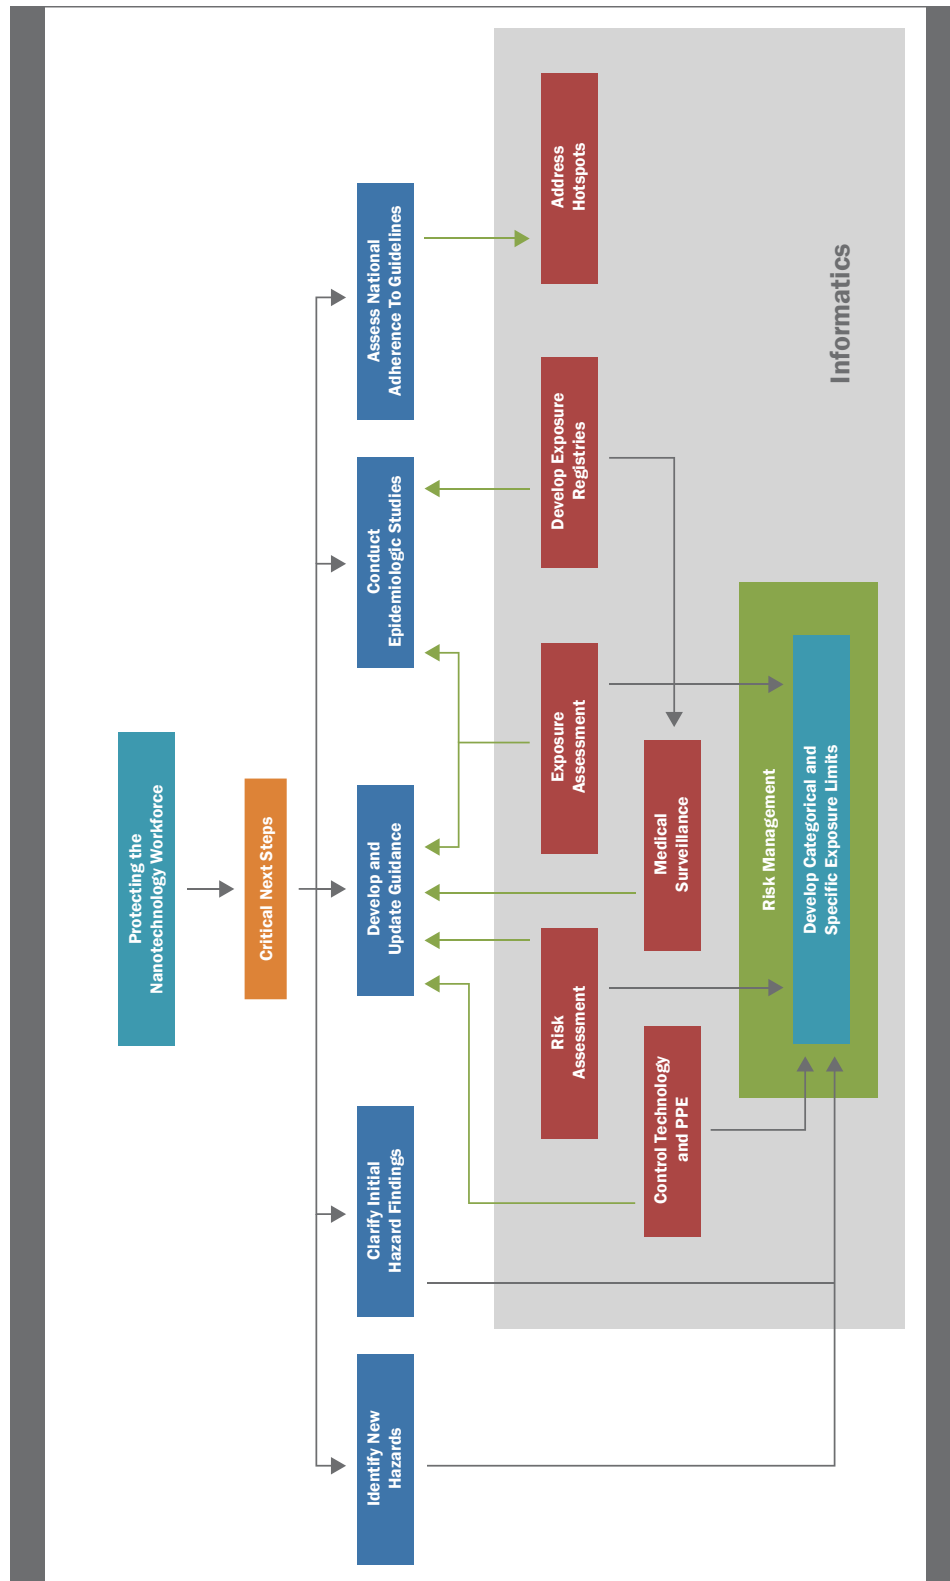 Protecting the
Nanotechnology Workforce
Critical Next Steps
Identify New
Hazards
Clarify Initial
Hazard Findings
Develop and
Update Guidance
Conduct
Epidemiologic Studies
Assess National
Adherence To Guidelines
Risk
Assessment
Exposure
Assessment
Develop Exposure
Registries
Address
Hotspots
Control Technology
and PPE
Medical
Surveillance
Risk Management
Develop Categorical and
Specific Exposure Limits
Informatics